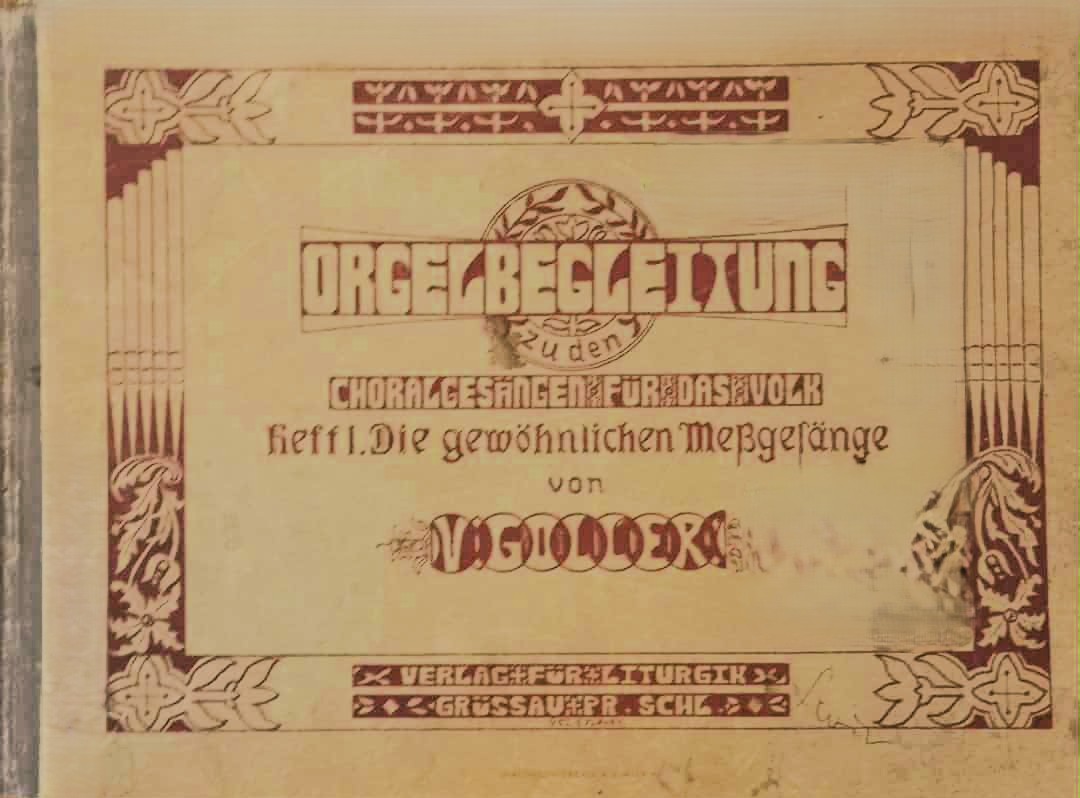 ORGELBEGLEITUNG
zu den
CHORALGESÄNGEN FÜR DAS VOLK
Heft I. Die gewöhnlichen Meßgesänge
von
V. GOLLER
VERLAG FÜR LITURGIK
GRÜSSAU PR. SCHL.